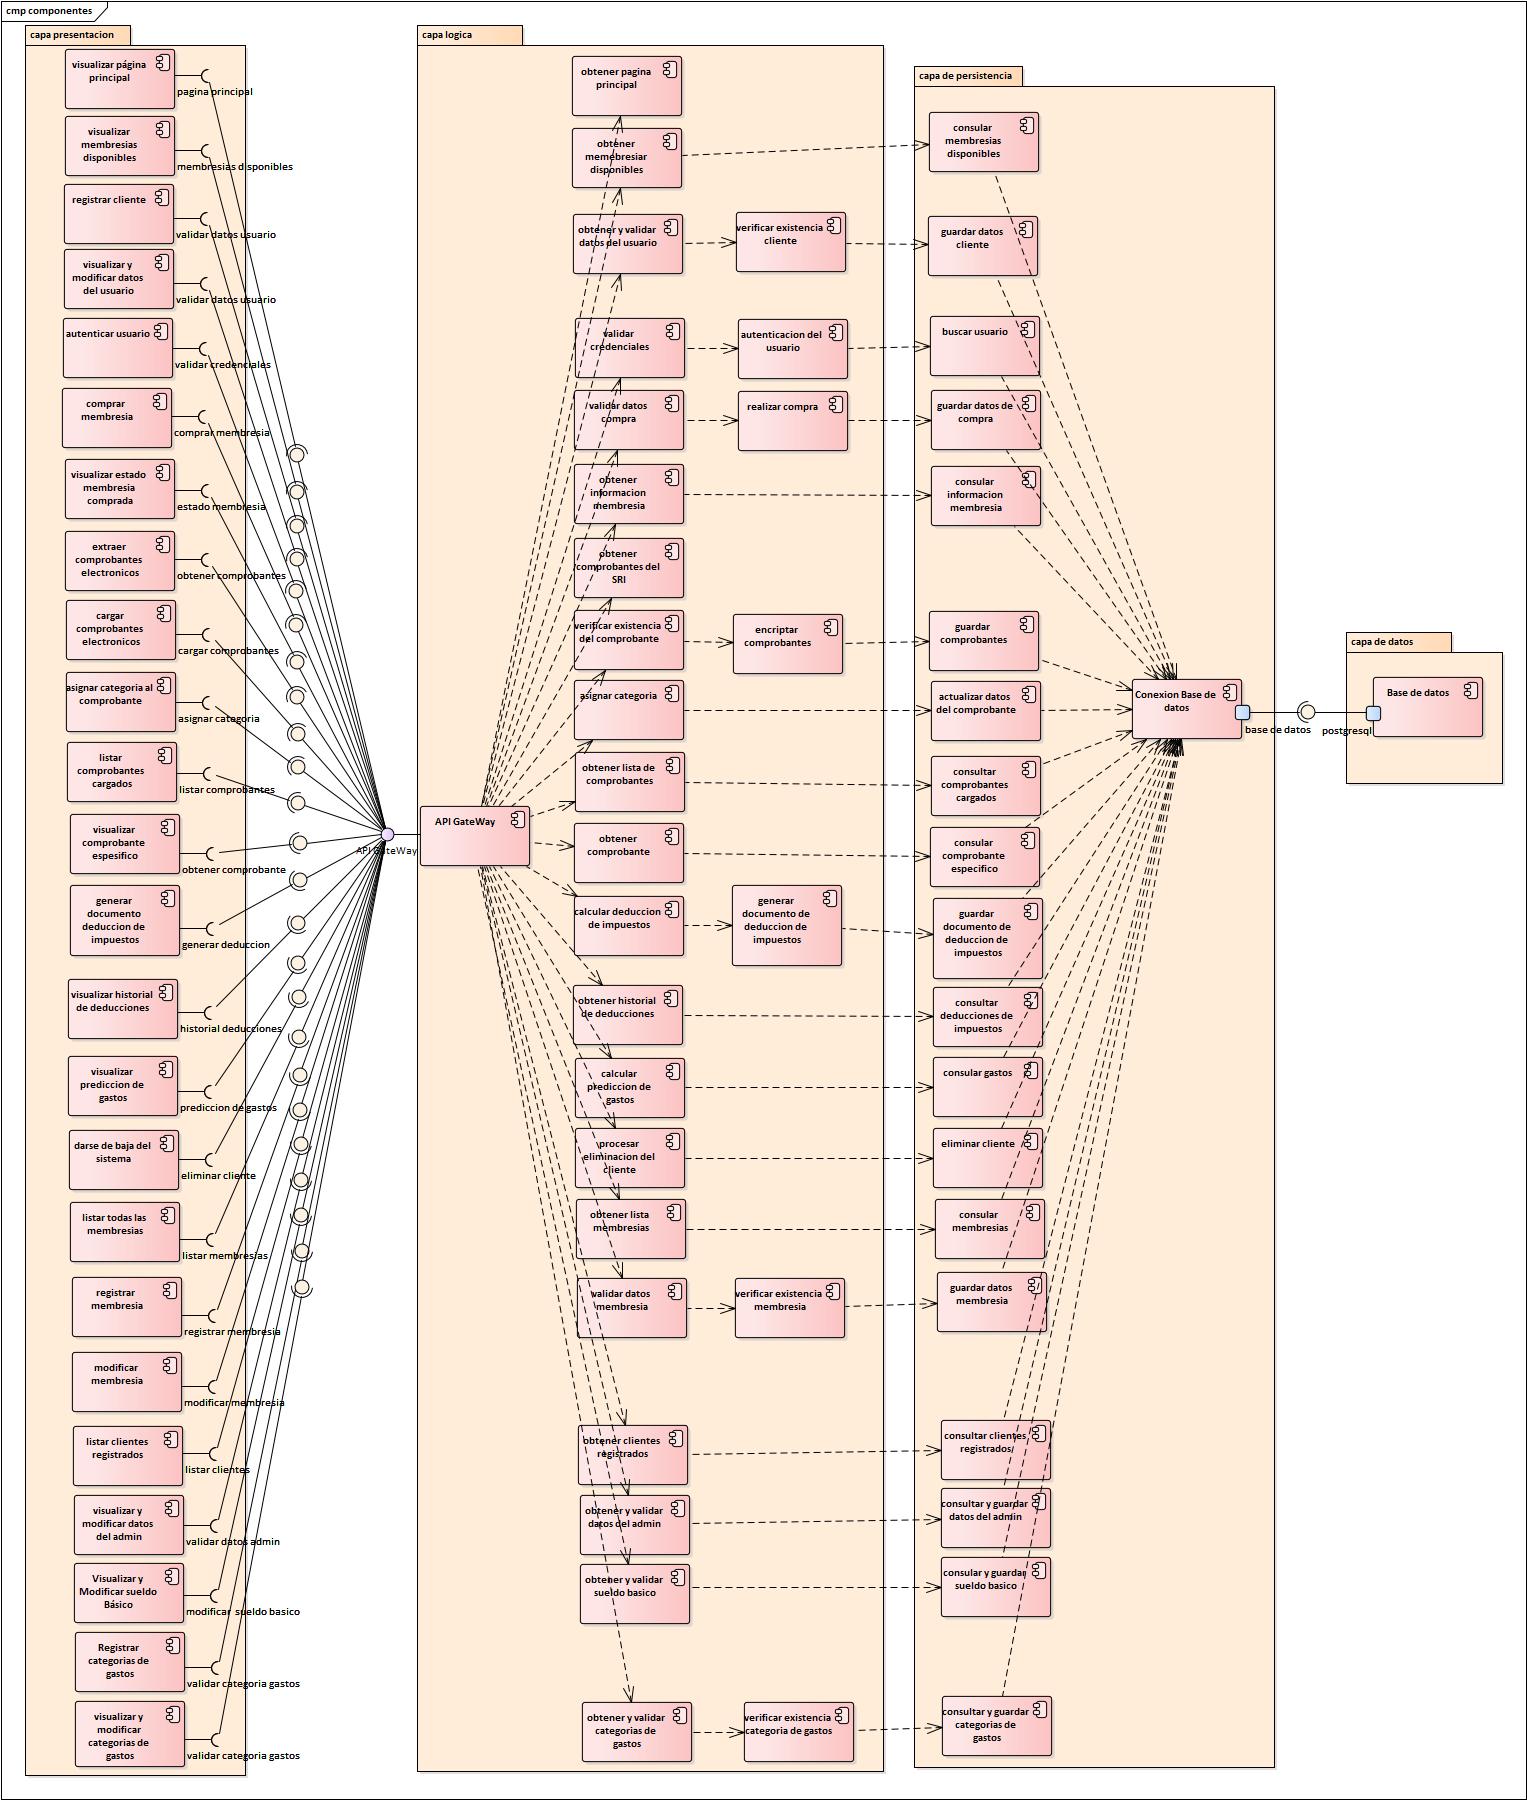 cmp componentes
capa presentacion
visualizar página
principal
pagina principal
visualizar
membresias
disponibles
membresias disponibles
registrar cliente
validar datos usuario
visualizar y
modificar datos
del usuario
validar datos usuario
autenticar usuario
validar credenciales
comprar
membresia
comprar membresia
visualizar estado
membresia
comprada
estado membresia
extraer
comprobantes
electronicos
obtener comprobantes
cargar
comprobantes
electronicos
cargar comprobantes
asignar categoria al
comprobante
asignar categoria
listar
comprobantes
cargados
listar comprobantes
visualizar
comprobante
espesifico
obtener comprobante
generar
documento
deduccion de
impuestos
generar deduccion
visualizar historial
de deducciones
historial deducciones
visualizar
prediccion de
gastos
prediccion de gastos
darse de baja del
sistema
eliminar cliente
listar todas las
membresias
listar membresias
registrar
membresia
registrar membresia
modificar
membresia
modificar membresia
listar clientes
registrados
listar clientes
visualizar y
modificar datos
del admin
validar datos admin
Visualizar y
Modificar sueldo
Básico
modificar sueldo basico
Registrar
categorias de
gastos
validar categoria gastos
visualizar y
modificar
categorias de
gastos
validar categoria gastos
API GateWay
capa logica
API GateWay
obtener pagina
principal
obtener
memebresiar
disponibles
obtener y validar
datos del usuario
verificar existencia
cliente
validar
credenciales
autenticacion del
usuario
validar datos
compra
realizar compra
obtener
informacion
membresia
obtener
comprobantes del
SRI
verificar existencia
del comprobante
encriptar
comprobantes
asignar categoria
obtener lista de
comprobantes
obtener
comprobante
calcular deduccion
de impuestos
generar
documento de
deduccion de
impuestos
obtener historial
de deducciones
calcular
prediccion de
gastos
procesar
eliminacion del
cliente
obtener lista
membresias
validar datos
membresia
verificar existencia
membresia
obtener clientes
registrados
obtener y validar
datos del admin
obtener y validar
sueldo basico
obtener y validar
categorias de
gastos
verificar existencia
categoria de gastos
capa de persistencia
consular
membresias
disponibles
guardar datos
cliente
buscar usuario
guardar datos de
compra
consular
informacion
membresia
guardar
comprobantes
actualizar datos
del comprobante
consultar
comprobantes
cargados
consular
comprobante
especifico
guardar
documento de
deduccion de
impuestos
consultar
deducciones de
impuestos
consular gastos
eliminar cliente
consular
membresias
guardar datos
membresia
consultar clientes
registrados
consultar y guardar
datos del admin
consular y guardar
sueldo basico
consultar y guardar
categorias de
gastos
Conexion Base de
datos
base de datos
capa de datos
Base de datos
postgresql